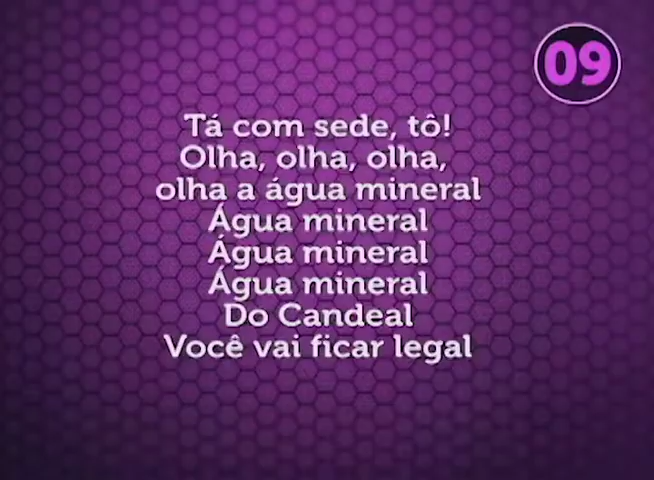 09
Tá com sede, tô!
Olha, olha, olha,
olha a água mineral
Água mineral
Água mineral
Água mineral
Do Candeal
Você vai ficar legal